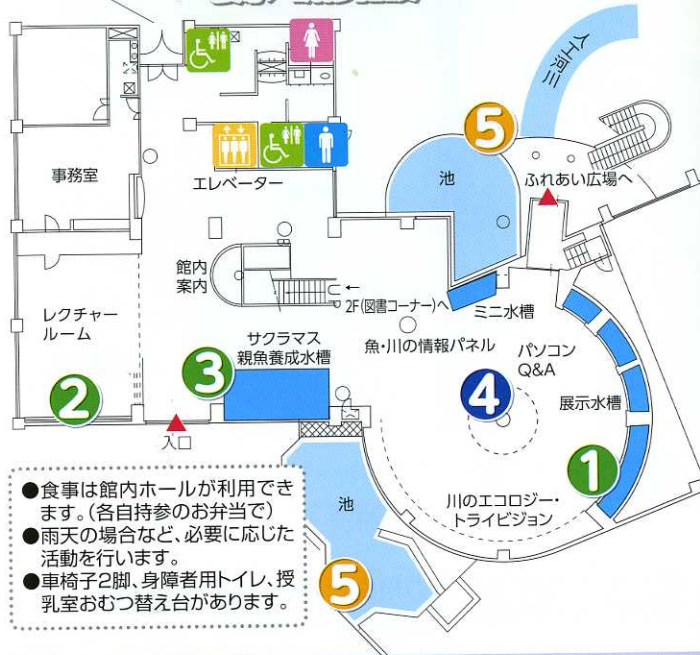 人工河川
5
事務室
エレベーター
池
ふれあい広場へ
館内
案内
2F(図書コーナー)へ
ミニ水槽
レクチャー
ルーム
サクラマス
親魚養成水槽
魚・川の情報パネル
パソコン
Q&A
3
4
展示水槽
2
入口
1
川のエコロジー・
トライビジョン
池
5
●食事は館内ホールが利用でき
ます。(各自持参のお弁当で)
●雨天の場合など、必要に応じた
活動を行います。
●車椅子2脚、身障者用トイレ、授
乳室おむつ替え台があります。